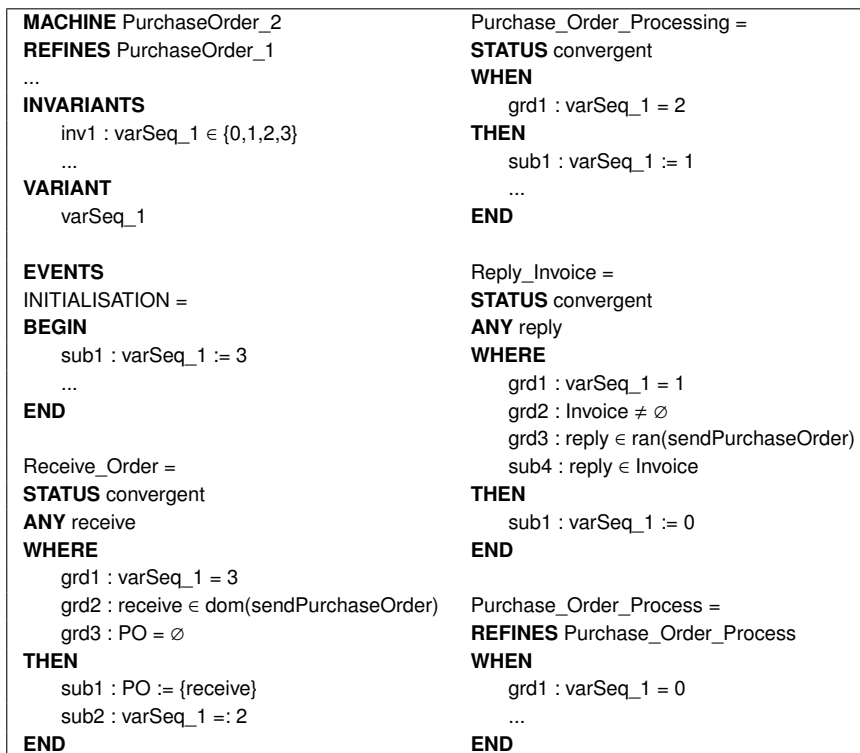 MACHINE PurchaseOrder_2
REFINES PurchaseOrder_1
...
INVARIANTS
inv1 : varSeq_1 ∈ {0,1,2,3}
...
VARIANT
varSeq_1
EVENTS
INITIALISATION =
BEGIN
sub1 : varSeq_1 := 3
...
END
Receive_Order =
STATUS convergent
ANY receive
WHERE
grd1 : varSeq_1 = 3
grd2 : receive ∈ dom(sendPurchaseOrder)
grd3 : PO = ∅
THEN
sub1 : PO := {receive}
sub2 : varSeq_1 =: 2
END
Purchase_Order_Processing =
STATUS convergent
WHEN
grd1 : varSeq_1 = 2
THEN
sub1 : varSeq_1 := 1
...
END
Reply_Invoice =
STATUS convergent
ANY reply
WHERE
grd1 : varSeq_1 = 1
grd2 : Invoice ≠ ∅
grd3 : reply ∈ ran(sendPurchaseOrder)
sub4 : reply ∈ Invoice
THEN
sub1 : varSeq_1 := 0
END
Purchase_Order_Process =
REFINES Purchase_Order_Process
WHEN
grd1 : varSeq_1 = 0
...
END